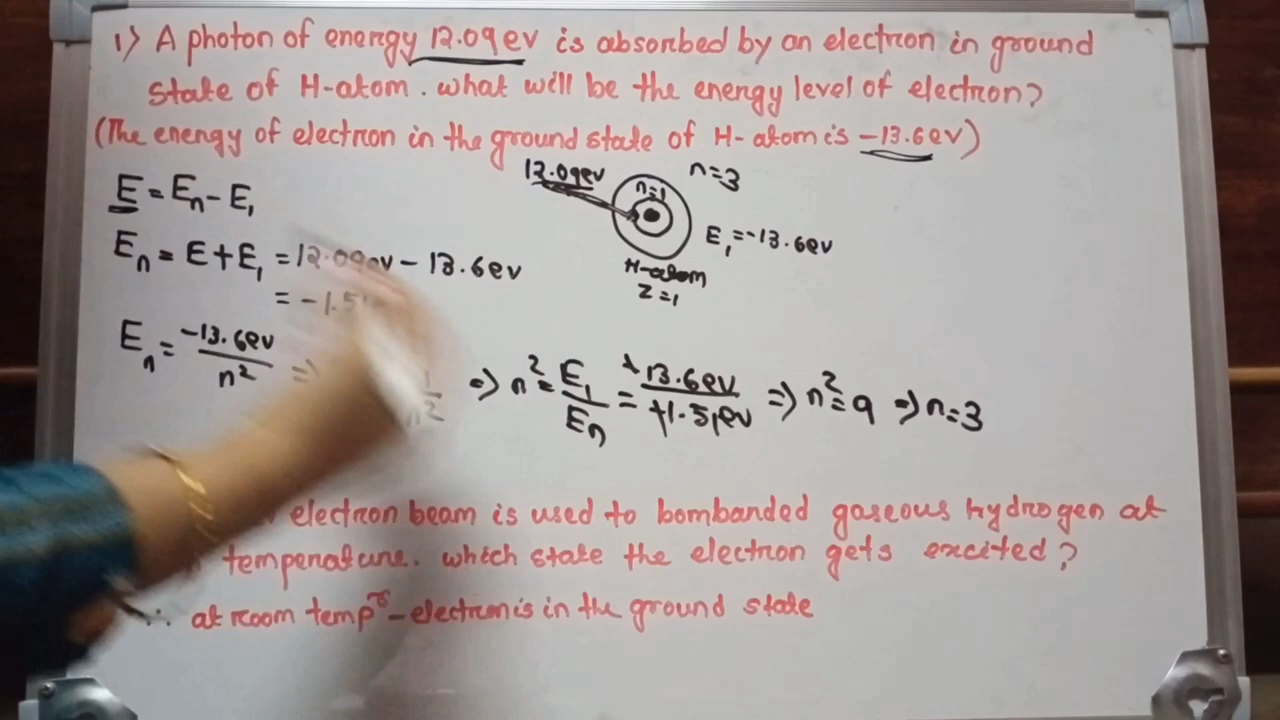 1) A photon of energy 12.09ev is absorbed by an electron in ground
state of H-atom. what will be the energy level of electron?
(The energy of electron in the ground state of H-atom is -13.6ev)
12.09ev
n=1
n=3
E₁=-13.6ev
H-atom
Z=1
E=Eₙ-E₁
Eₙ=E+E₁=12.09ev-13.6ev
=-1.5
Eₙ=-13.6ev/n² ⇒
⇒ n²=E₁/Eₙ=+13.6ev/+1.51ev ⇒ n²=9 ⇒ n=3
electron beam is used to bombanded gaseous hydrogen at
temperature. which state the electron gets excited?
∴ at room tempʳ-electron is in the ground state